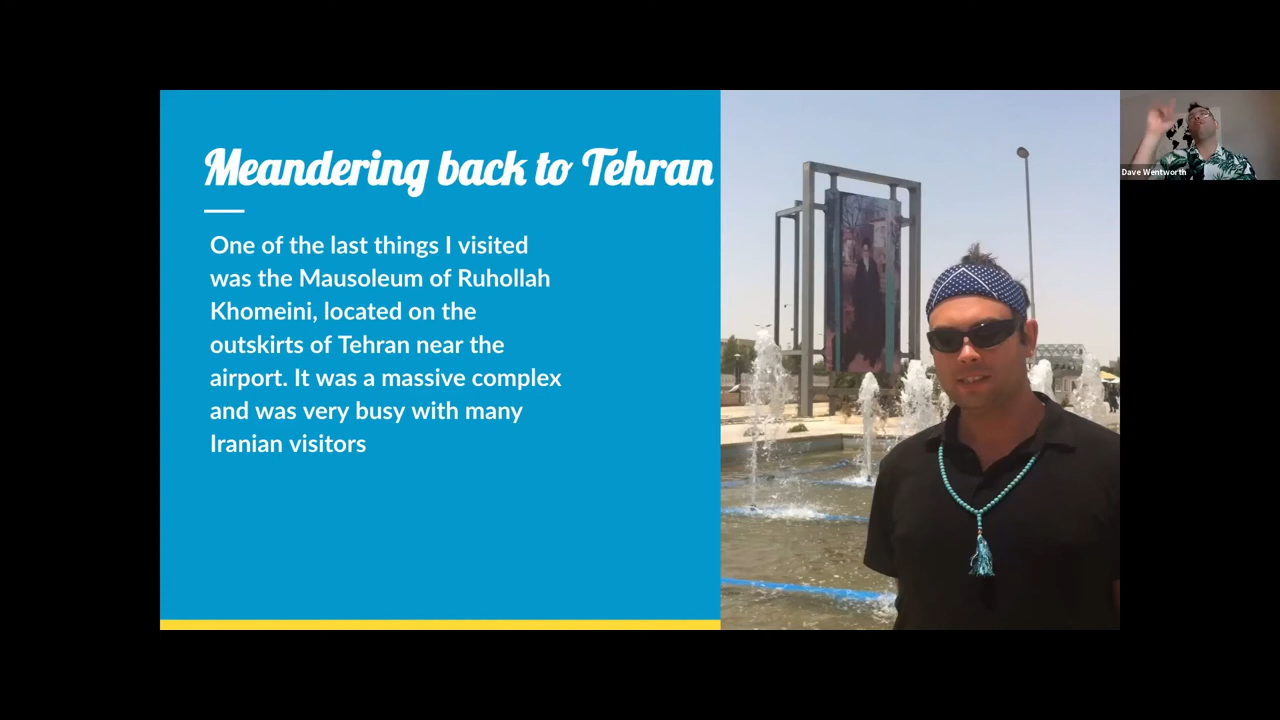 Meandering back to Tehran
One of the last things I visited
was the Mausoleum of Ruhollah
Khomeini, located on the
outskirts of Tehran near the
airport. It was a massive complex
and was very busy with many
Iranian visitors
Dave Wentworth